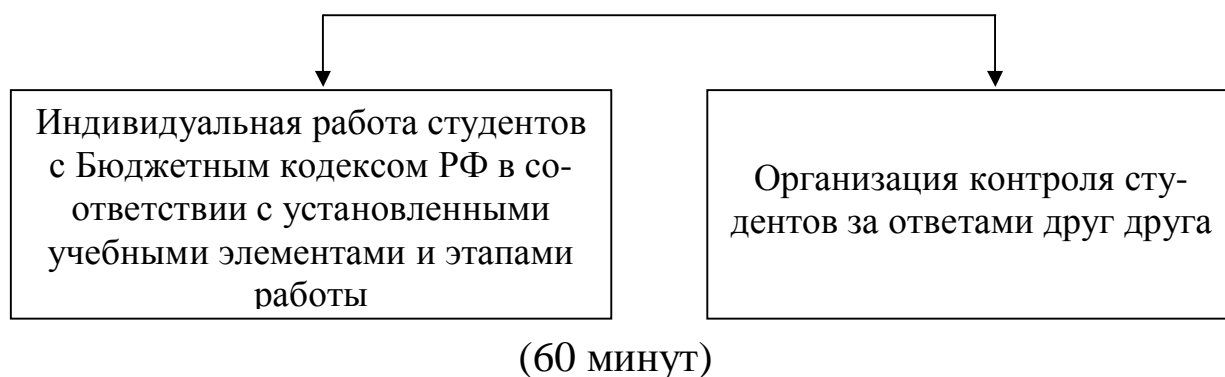 Индивидуальная работа студентов
с Бюджетным кодексом РФ в со-
ответствии с установленными
учебными элементами и этапами
работы
Организация контроля сту-
дентов за ответами друг друга
(60 минут)